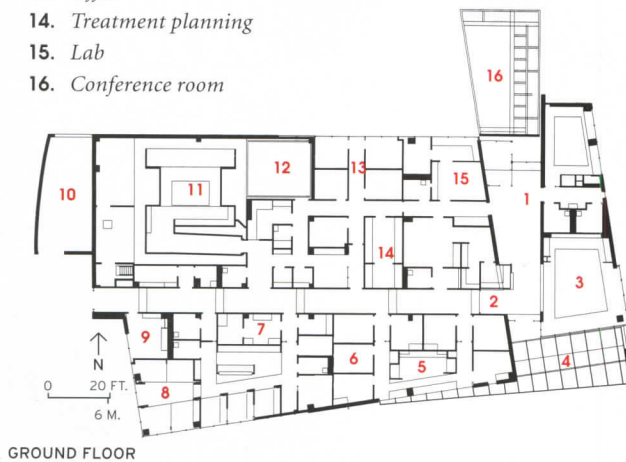 14. Treatment planning
15. Lab
16. Conference room
16
12
13
10
11
15
1
14
3
2
9
7
4
6
5
N
8
0 20 FT.
6 M.
GROUND FLOOR